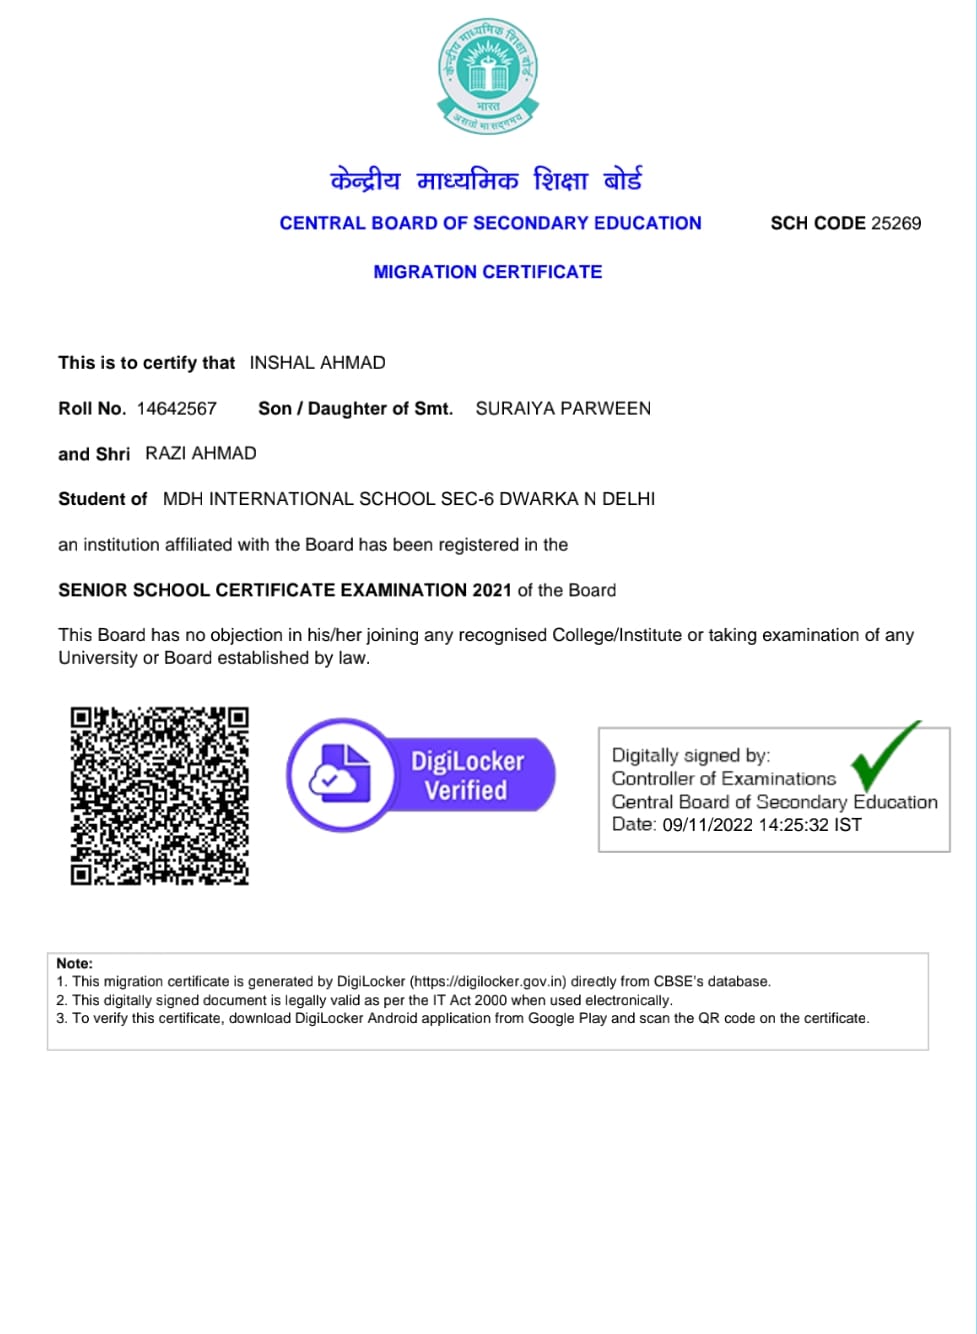 केन्द्रीय माध्यमिक शिक्षा बोर्ड
भारत
असतो मा सद्गमय
केन्द्रीय माध्यमिक शिक्षा बोर्ड
CENTRAL BOARD OF SECONDARY EDUCATION SCH CODE 25269
MIGRATION CERTIFICATE
This is to certify that INSHAL AHMAD
Roll No. 14642567 Son / Daughter of Smt. SURAIYA PARWEEN
and Shri RAZI AHMAD
Student of MDH INTERNATIONAL SCHOOL SEC-6 DWARKA N DELHI
an institution affiliated with the Board has been registered in the
SENIOR SCHOOL CERTIFICATE EXAMINATION 2021 of the Board
This Board has no objection in his/her joining any recognised College/Institute or taking examination of any
University or Board established by law.
DigiLocker
Verified
Digitally signed by:
Controller of Examinations
Central Board of Secondary Education
Date: 09/11/2022 14:25:32 IST
Note:
1. This migration certificate is generated by DigiLocker (https://digilocker.gov.in) directly from CBSE's database.
2. This digitally signed document is legally valid as per the IT Act 2000 when used electronically.
3. To verify this certificate, download DigiLocker Android application from Google Play and scan the QR code on the certificate.